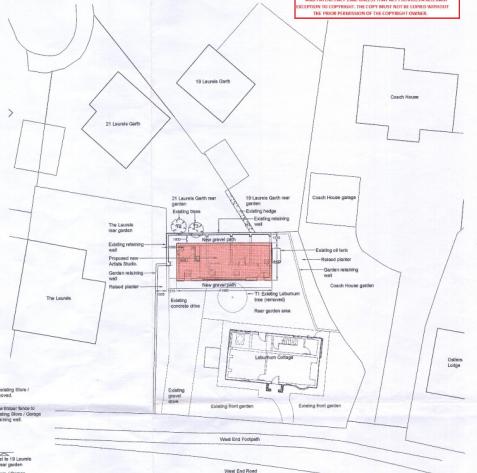 EXCEPTION TO COPYRIGHT. THE COPY MUST NOT BE COPIED WITHOUT
THE PRIOR PERMISSION OF THE COPYRIGHT OWNER.
19 Laurels Garth
Coach House
21 Laurels Garth
21 Laurels Garth rear
garden
Existing trees
19 Laurels Garth rear
garden
Existing hedge
Existing retaining
wall
Coach House garage
The Laurels
rear garden
New gravel path
Existing retaining
wall
Proposed new
Artists Studio.
Garden retaining
wall
Raised planter
Existing oil tank
Raised planter
Garden retaining
wall
Coach House garden
The Laurels
New gravel path
Existing
concrete drive
T1 Existing Laburnum
tree (removed)
Rear garden area
Laburnum Cottage
Lodge
Existing
gravel
drive
Existing front garden
Existing front garden
West End Footpath
West End Road